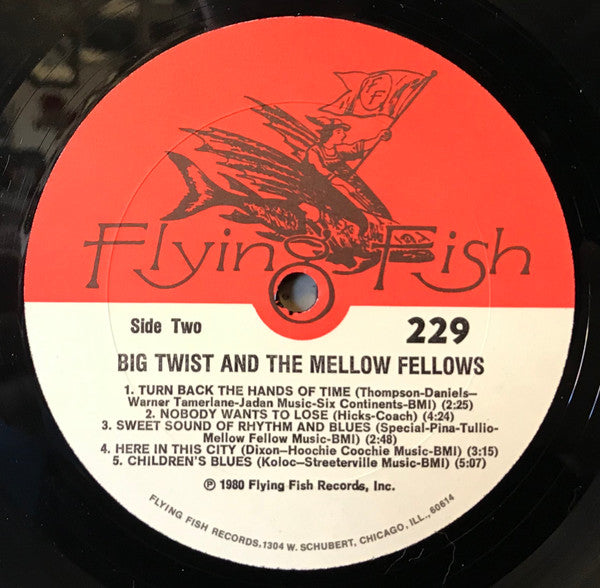 FF
Flying Fish
Side Two 229
BIG TWIST AND THE MELLOW FELLOWS
1. TURN BACK THE HANDS OF TIME (Thompson-Daniels—
Warner Tamerlane-Jadan Music-Six Continents-BMI) (2:25)
2. NOBODY WANTS TO LOSE (Hicks-Coach) (4:24)
3. SWEET SOUND OF RHYTHM AND BLUES (Special-Pina-Tullio-
Mellow Fellow Music-BMI) (2:48)
4. HERE IN THIS CITY (Dixon—Hoochie Coochie Music-BMI) (3:15)
5. CHILDREN'S BLUES (Koloc—Streeterville Music-BMI) (5:07)
℗ 1980 Flying Fish Records, Inc.
FLYING FISH RECORDS,1304 W. SCHUBERT, CHICAGO, ILL., 60614